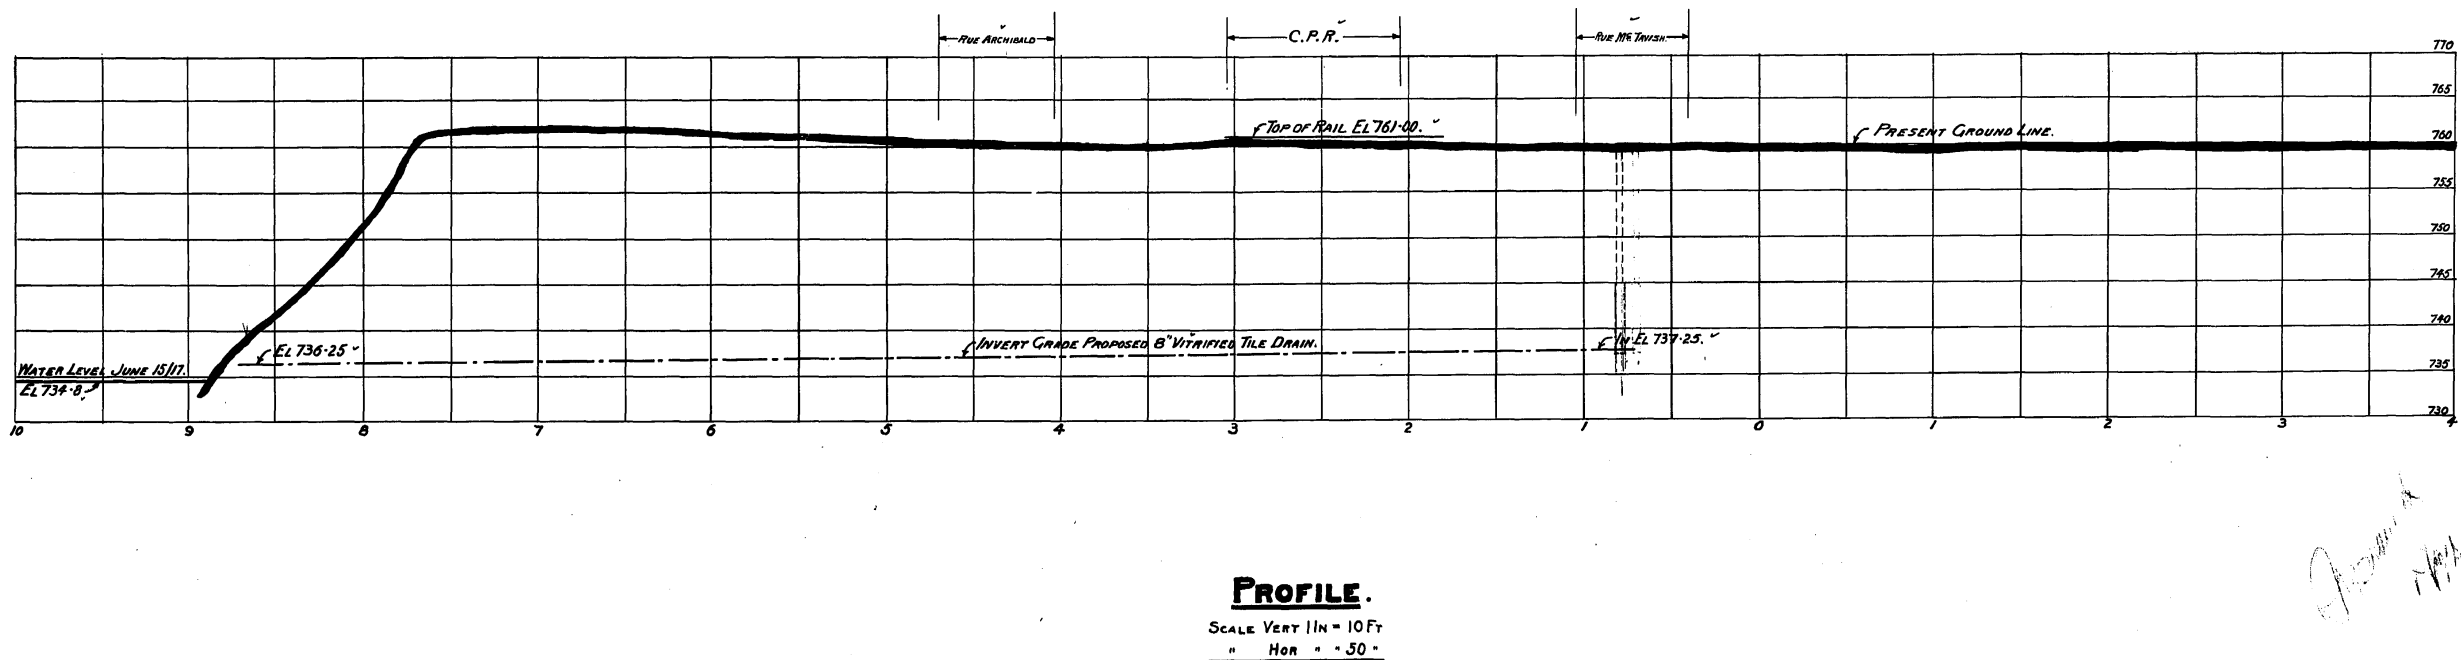 RUE ARCHIBALD
C.P.R.
RUE MC TAVISH.
770
765
TOP OF RAIL EL 761·00.
PRESENT GROUND LINE.
760
755
750
745
740
INVERT GRADE PROPOSED 8" VITRIFIED TILE DRAIN.
IN·EL 737·25.
EL 736·25
WATER LEVEL JUNE 15/17.
EL 734·8
735
730
10 9 8 7 6 5 4 3 2 1 0 1 2 3 4
PROFILE.
SCALE VERT 1 IN = 10 FT
" HOR " " 50 "